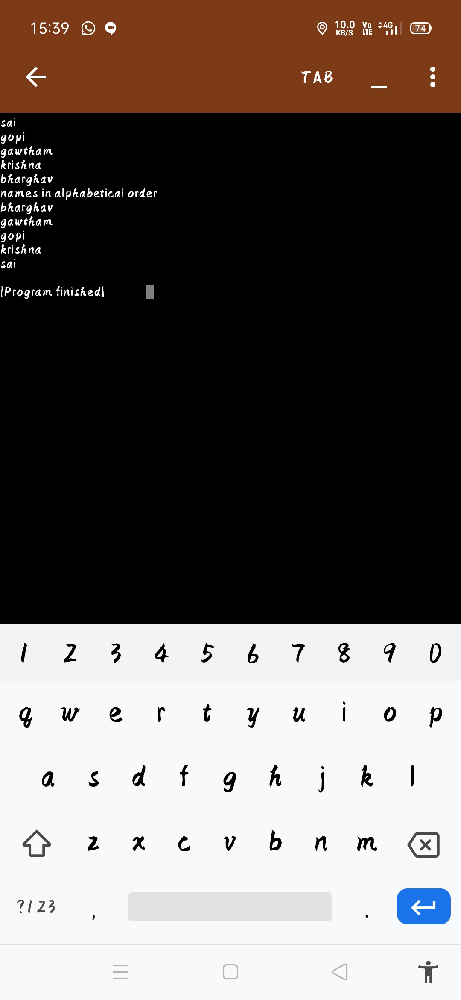 15:39 10.0 KB/S Vo LTE 4G 74
TAB
sai
gopi
gawtham
krishna
bharghav
names in alphabetical order
bharghav
gawtham
gopi
krishna
sai
[Program finished]
1 2 3 4 5 6 7 8 9 0
q w e r t y u i o p
a s d f g h j k l
z x c v b n m
?123 , .